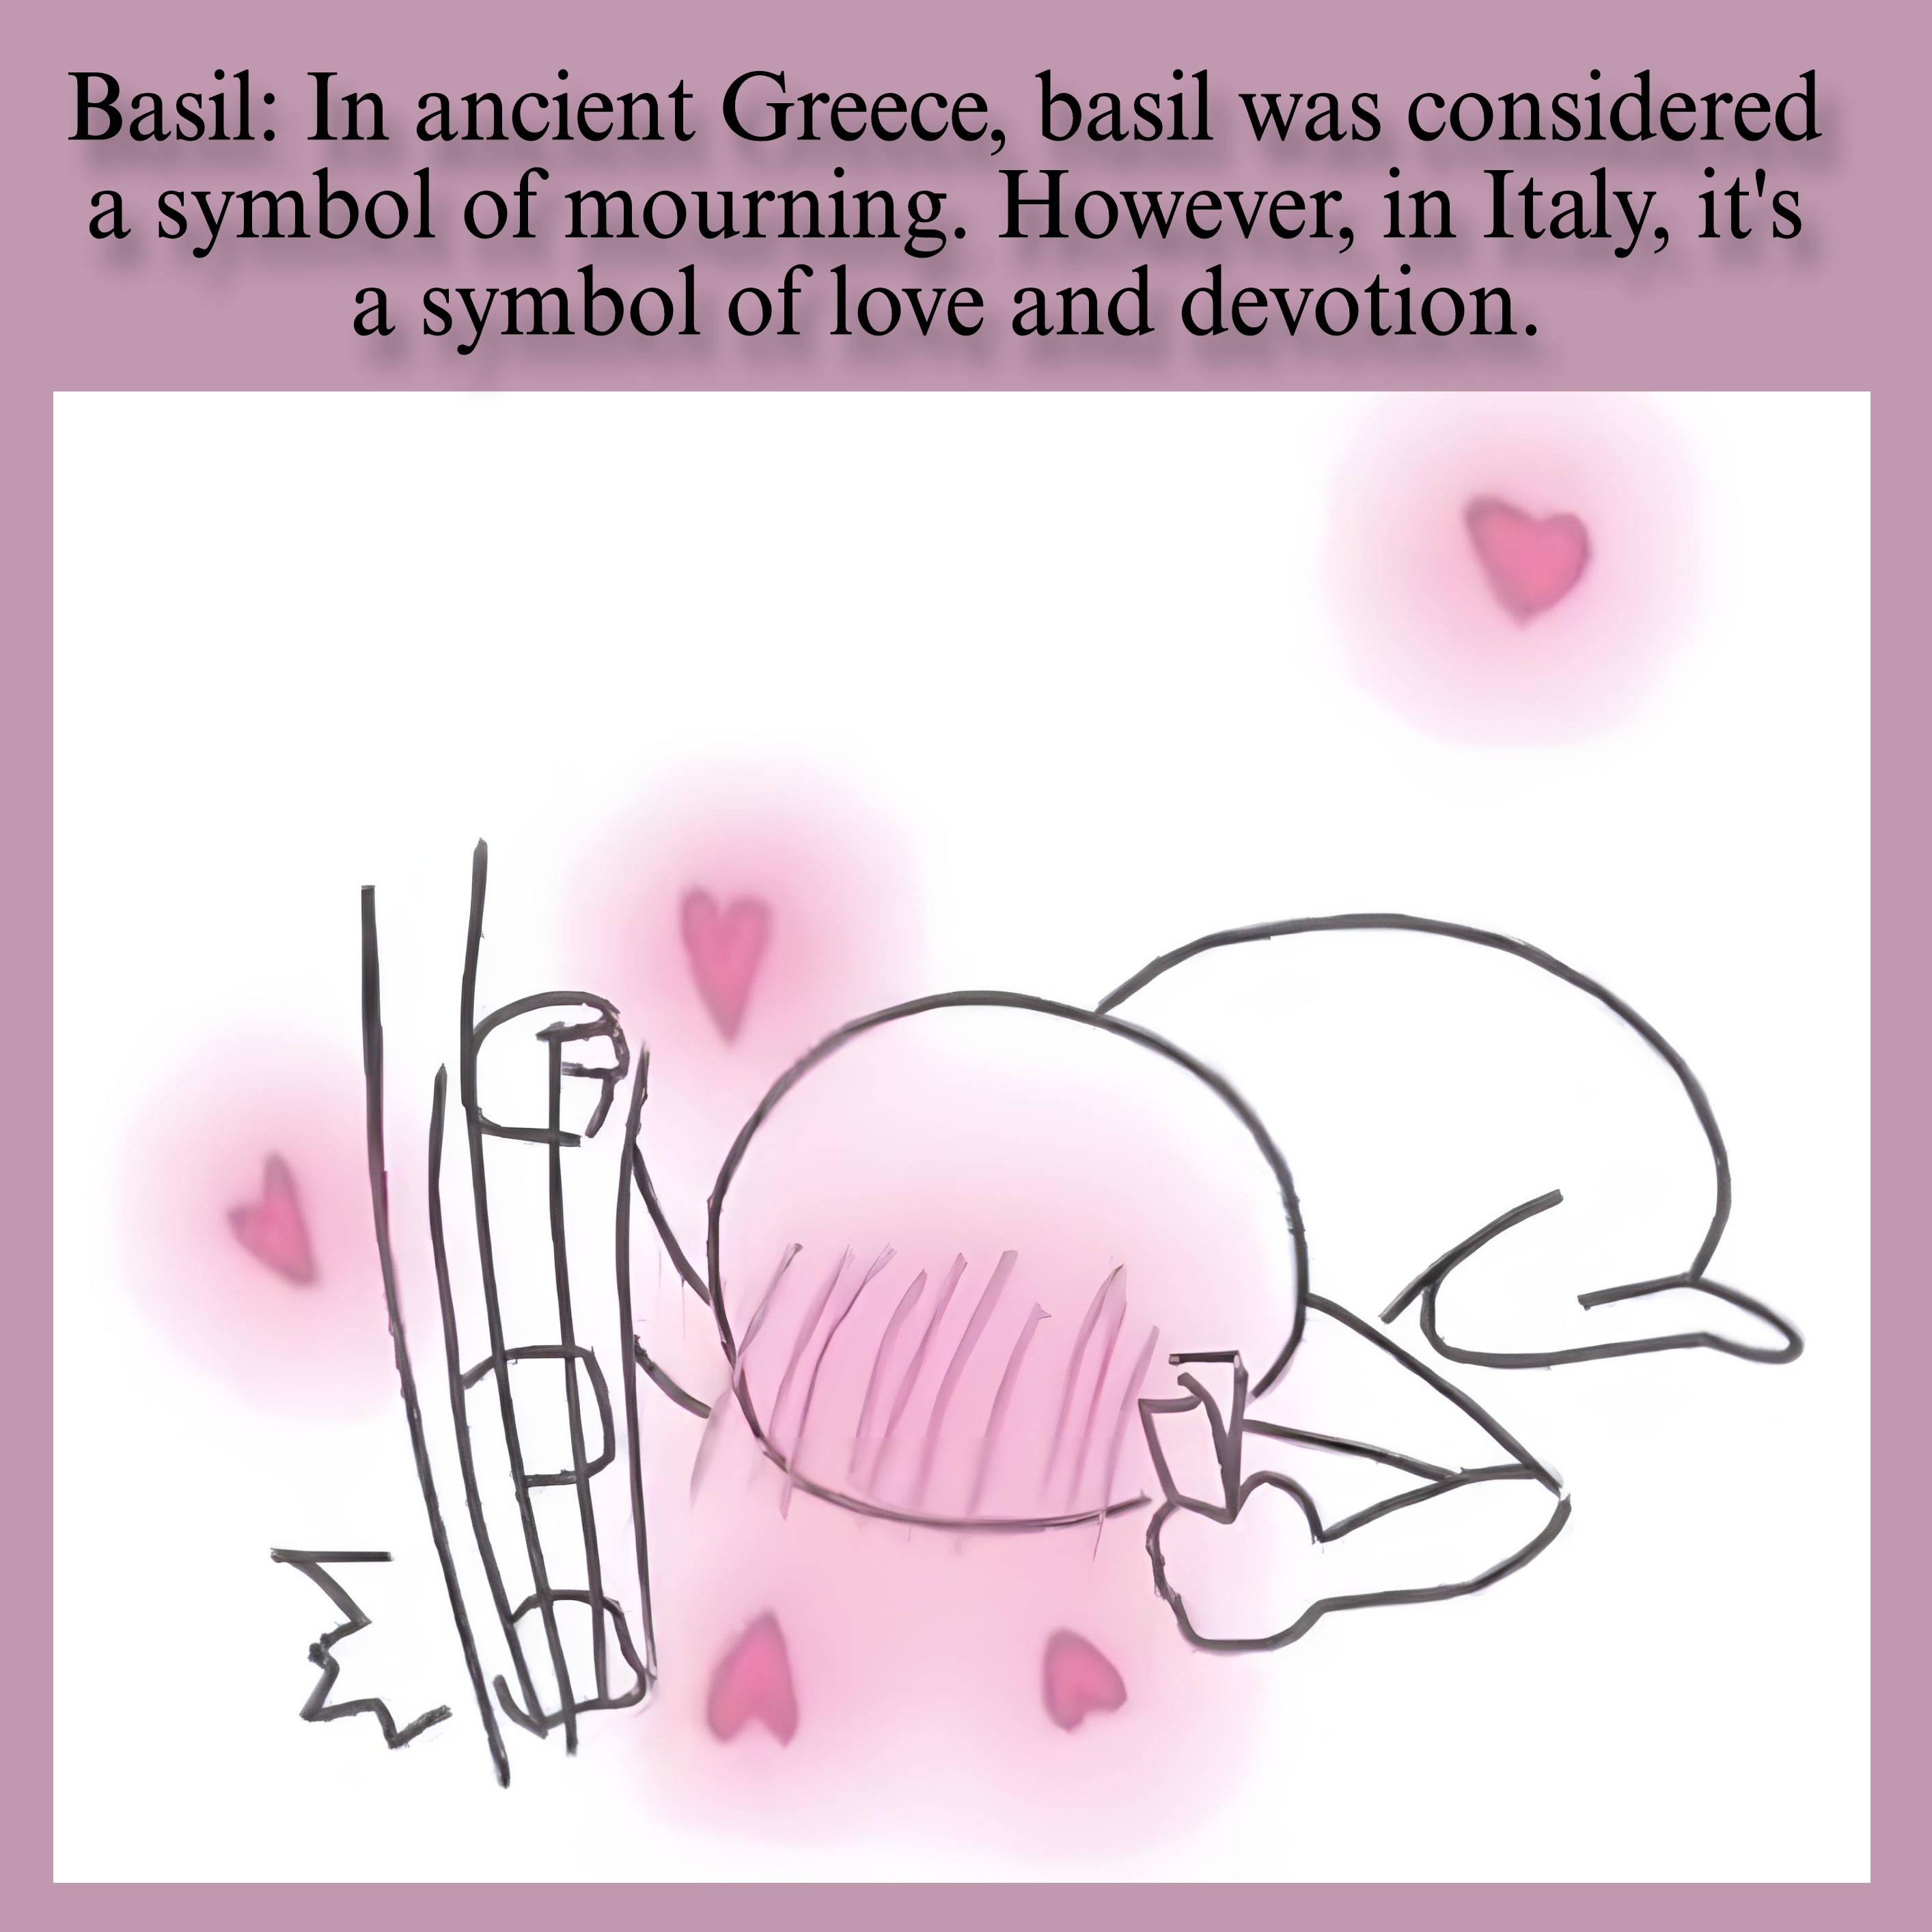 Basil: In ancient Greece, basil was considered
a symbol of mourning. However, in Italy, it's
a symbol of love and devotion.